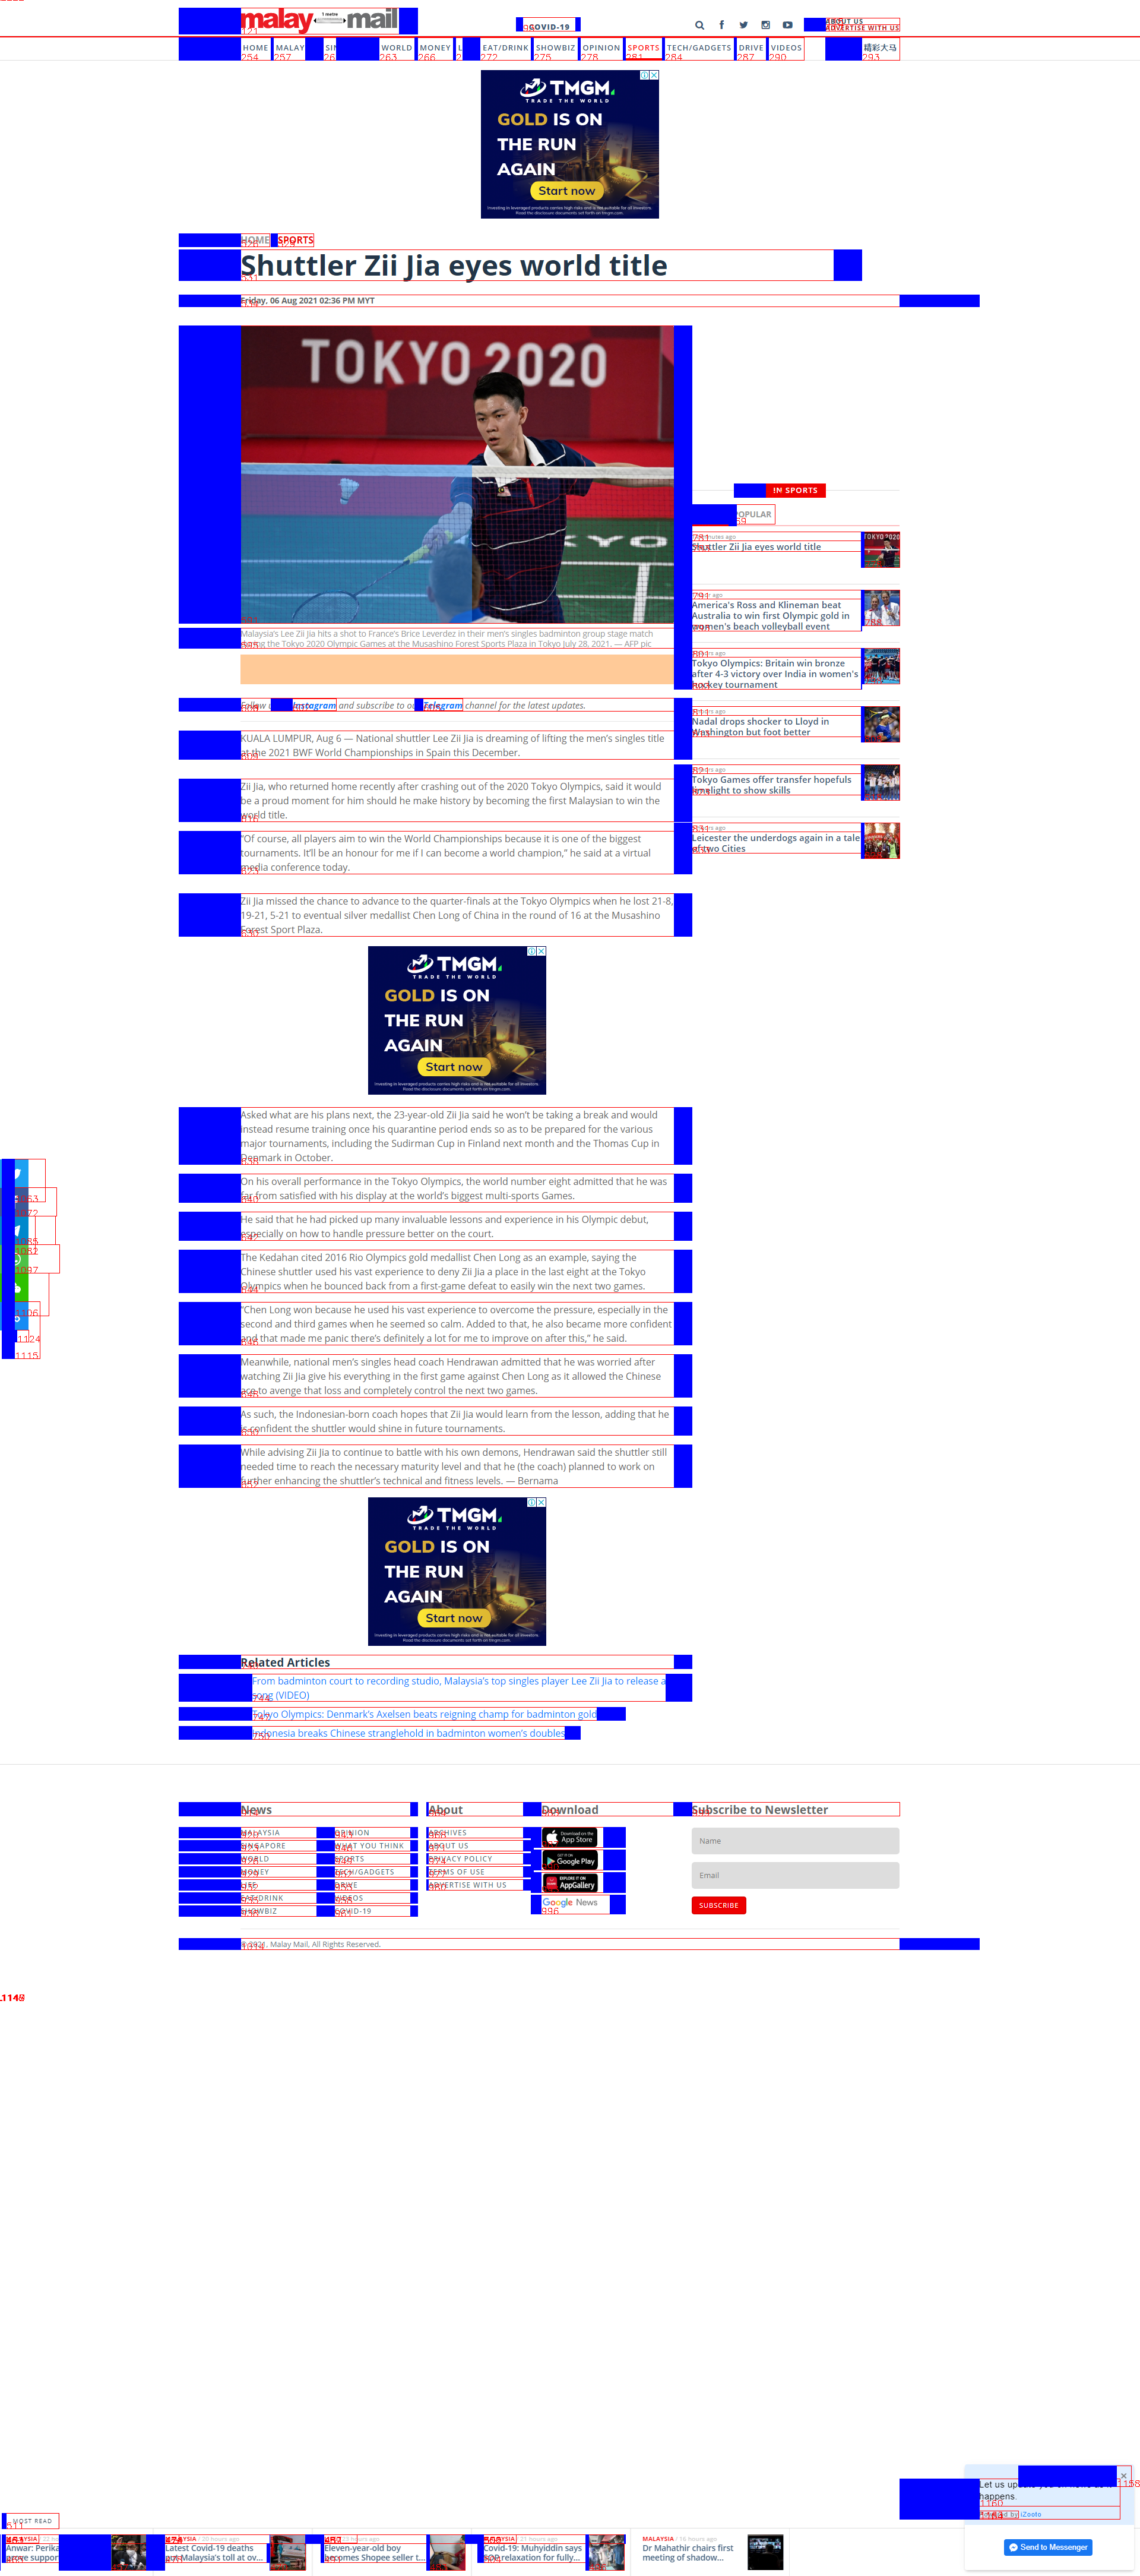 malay mail
1 metre
COVID-19
ABOUT US
ADVERTISE WITH US
HOME
WORLD
MONEY
EAT/DRINK
SHOWBIZ
OPINION
SPORTS
TECH/GADGETS
DRIVE
VIDEOS
精彩大马
TMGM
TRADE THE WORLD
GOLD IS ON
THE RUN
AGAIN
Start now
HOME
SPORTS
Shuttler Zii Jia eyes world title
Friday, 06 Aug 2021 02:36 PM MYT
TOKYO 2020
IN SPORTS
Shuttler Zii Jia eyes world title
America's Ross and Klineman beat
Australia to win first Olympic gold in
women's beach volleyball event
Tokyo Olympics: Britain win bronze
after 4-3 victory over India in women's
hockey tournament
Nadal drops shocker to Lloyd in
Washington but foot better
Tokyo Games offer transfer hopefuls
limelight to show skills
Leicester the underdogs again in a tale
of two Cities
Malaysia's Lee Zii Jia hits a shot to France's Brice Leverdez in their men's singles badminton group stage match
during the Tokyo 2020 Olympic Games at the Musashino Forest Sports Plaza in Tokyo July 28, 2021. — AFP pic
Follow us on Instagram and subscribe to our Telegram channel for the latest updates.
KUALA LUMPUR, Aug 6 — National shuttler Lee Zii Jia is dreaming of lifting the men's singles title
at the 2021 BWF World Championships in Spain this December.
Zii Jia, who returned home recently after crashing out of the 2020 Tokyo Olympics, said it would
be a proud moment for him should he make history by becoming the first Malaysian to win the
world title.
“Of course, all players aim to win the World Championships because it is one of the biggest
tournaments. It'll be an honour for me if I can become a world champion,” he said at a virtual
media conference today.
Zii Jia missed the chance to advance to the quarter-finals at the Tokyo Olympics when he lost 21-8,
19-21, 5-21 to eventual silver medallist Chen Long of China in the round of 16 at the Musashino
Forest Sport Plaza.
TMGM
TRADE THE WORLD
GOLD IS ON
THE RUN
AGAIN
Start now
Asked what are his plans next, the 23-year-old Zii Jia said he won't be taking a break and would
instead resume training once his quarantine period ends so as to be prepared for the various
major tournaments, including the Sudirman Cup in Finland next month and the Thomas Cup in
Denmark in October.
On his overall performance in the Tokyo Olympics, the world number eight admitted that he was
far from satisfied with his display at the world's biggest multi-sports Games.
He said that he had picked up many invaluable lessons and experience in his Olympic debut,
especially on how to handle pressure better on the court.
The Kedahan cited 2016 Rio Olympics gold medallist Chen Long as an example, saying the
Chinese shuttler used his vast experience to deny Zii Jia a place in the last eight at the Tokyo
Olympics when he bounced back from a first-game defeat to easily win the next two games.
“Chen Long won because he used his vast experience to overcome the pressure, especially in the
second and third games when he seemed so calm. Added to that, he also became more confident
and that made me panic there's definitely a lot for me to improve on after this,” he said.
Meanwhile, national men's singles head coach Hendrawan admitted that he was worried after
watching Zii Jia give his everything in the first game against Chen Long as it allowed the Chinese
ace to avenge that loss and completely control the next two games.
As such, the Indonesian-born coach hopes that Zii Jia would learn from the lesson, adding that he
is confident the shuttler would shine in future tournaments.
While advising Zii Jia to continue to battle with his own demons, Hendrawan said the shuttler still
needed time to reach the necessary maturity level and that he (the coach) planned to work on
further enhancing the shuttler's technical and fitness levels. — Bernama
TMGM
TRADE THE WORLD
GOLD IS ON
THE RUN
AGAIN
Start now
Related Articles
From badminton court to recording studio, Malaysia's top singles player Lee Zii Jia to release a
song (VIDEO)
Tokyo Olympics: Denmark's Axelsen beats reigning champ for badminton gold
Indonesia breaks Chinese stranglehold in badminton women's doubles
News
About
Download
Subscribe to Newsletter
MALAYSIA
SINGAPORE
WORLD
MONEY
EAT/DRINK
SHOWBIZ
OPINION
WHAT YOU THINK
SPORTS
TECH/GADGETS
DRIVE
VIDEOS
COVID-19
ARCHIVES
ABOUT US
PRIVACY POLICY
TERMS OF USE
ADVERTISE WITH US
Download on the
App Store
GET IT ON
Google Play
EXPLORE IT ON
AppGallery
Google News
Name
Email
SUBSCRIBE
© 2021, Malay Mail, All Rights Reserved.
happens.
iZooto
Send to Messenger
MOST READ
Latest Covid-19 deaths
put Malaysia's toll at ov...
Eleven-year-old boy
becomes Shopee seller t...
Covid-19: Muhyiddin says
SOP relaxation for fully...
MALAYSIA / 16 hours ago
Dr Mahathir chairs first
meeting of shadow...